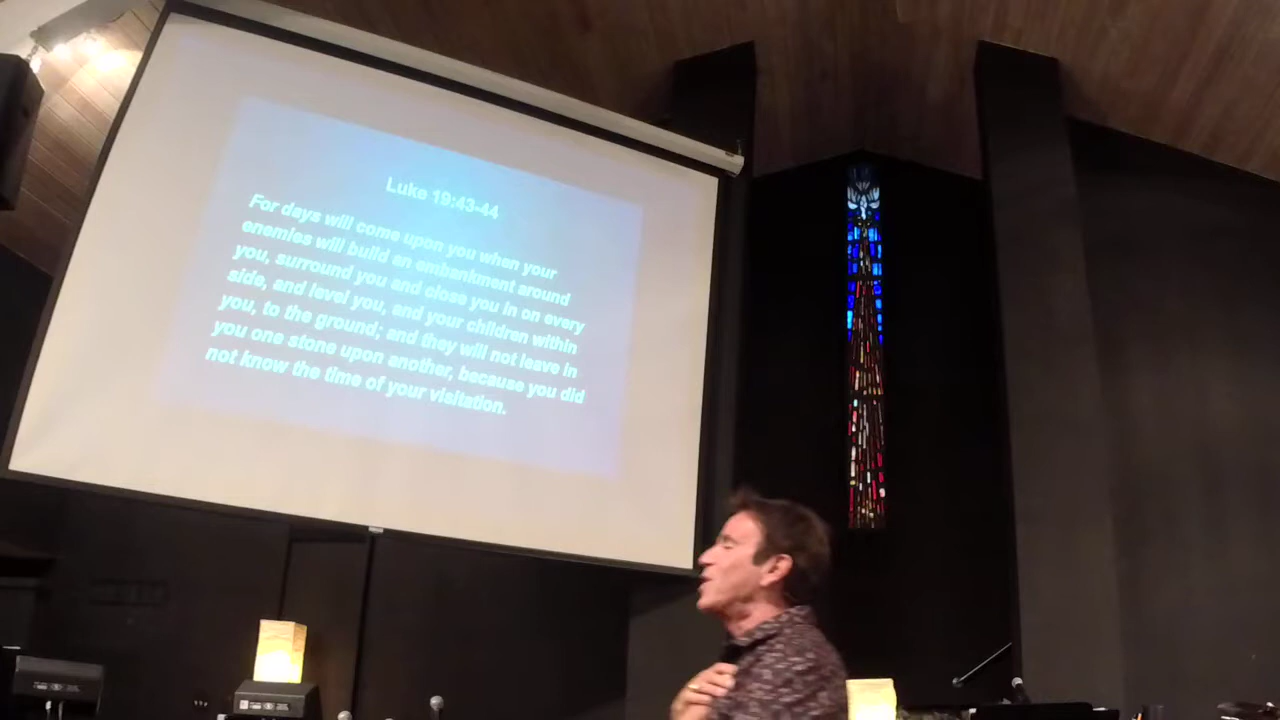 Luke 19:43-44
For days will come upon you when your
enemies will build an embankment around
you, surround you and close you in on every
side, and level you, and your children within
you, to the ground; and they will not leave in
you one stone upon another, because you did
not know the time of your visitation.